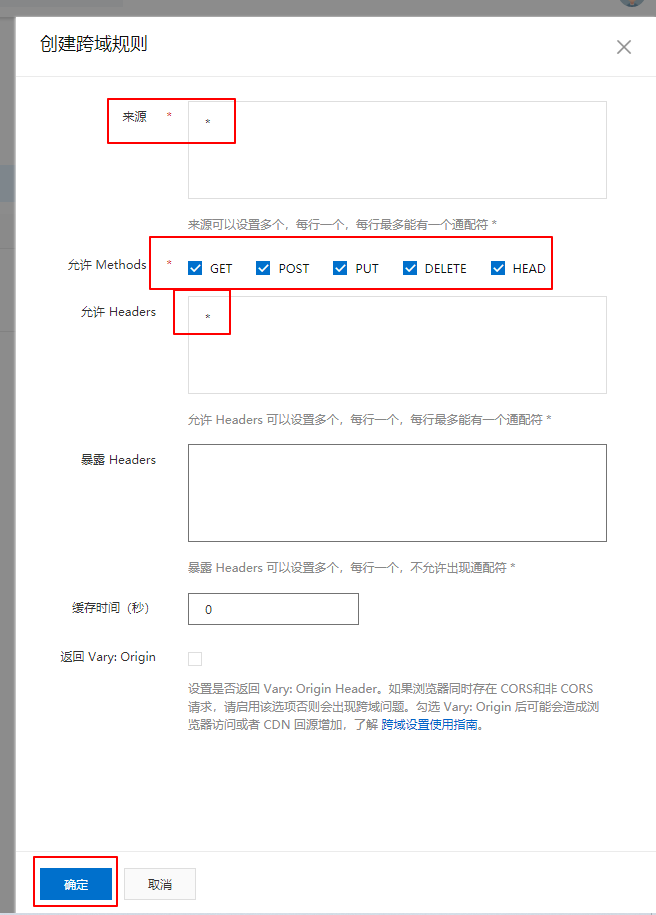 创建跨域规则
来源 * *
来源可以设置多个，每行一个，每行最多能有一个通配符 *
允许 Methods * GET POST PUT DELETE HEAD
允许 Headers *
允许 Headers 可以设置多个，每行一个，每行最多能有一个通配符 *
暴露 Headers
暴露 Headers 可以设置多个，每行一个，不允许出现通配符 *
缓存时间（秒） 0
返回 Vary: Origin
设置是否返回 Vary: Origin Header。如果浏览器同时存在 CORS和非 CORS
请求，请启用该选项否则会出现跨域问题。勾选 Vary: Origin 后可能会造成浏
览器访问或者 CDN 回源增加，了解 跨域设置使用指南。
确定 取消